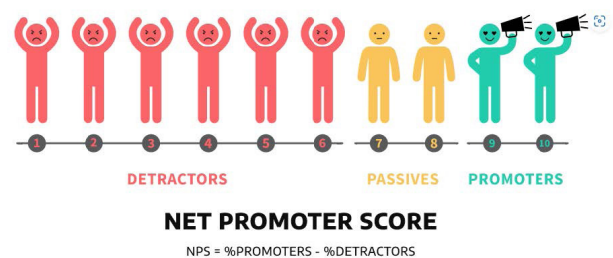 1 2 3 4 5 6 7 8 9 10
DETRACTORS PASSIVES PROMOTERS
NET PROMOTER SCORE
NPS = %PROMOTERS - %DETRACTORS